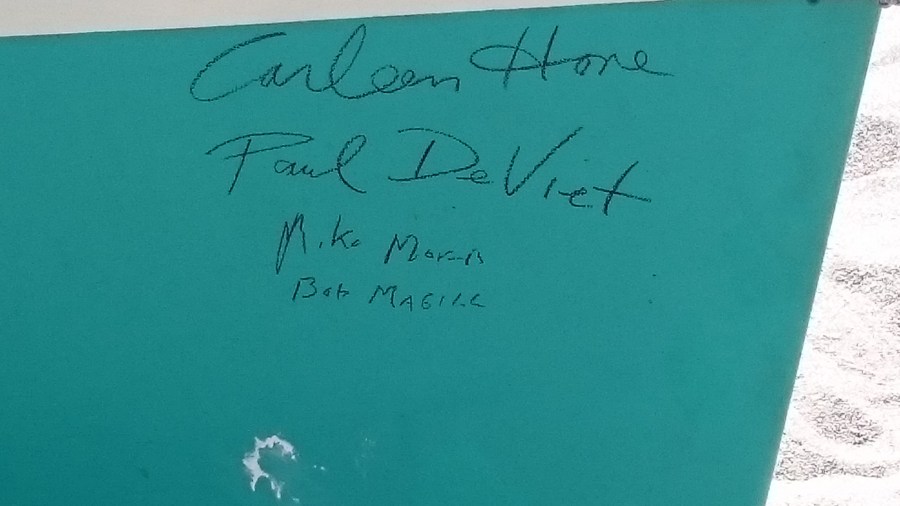 Carleen Hone
Paul DeViet
Mike Morris
Bob MAGILL